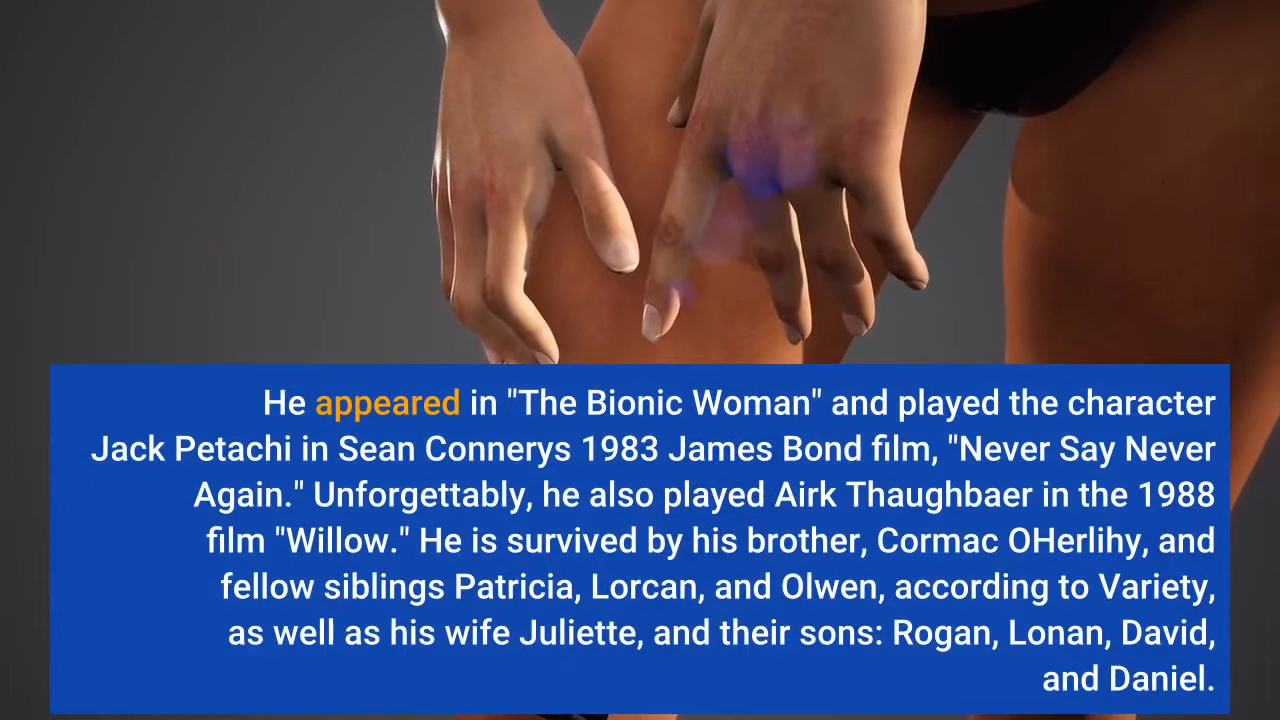 He appeared in "The Bionic Woman" and played the character
Jack Petachi in Sean Connerys 1983 James Bond film, "Never Say Never
Again." Unforgettably, he also played Airk Thaughbaer in the 1988
film "Willow." He is survived by his brother, Cormac OHerlihy, and
fellow siblings Patricia, Lorcan, and Olwen, according to Variety,
as well as his wife Juliette, and their sons: Rogan, Lonan, David,
and Daniel.